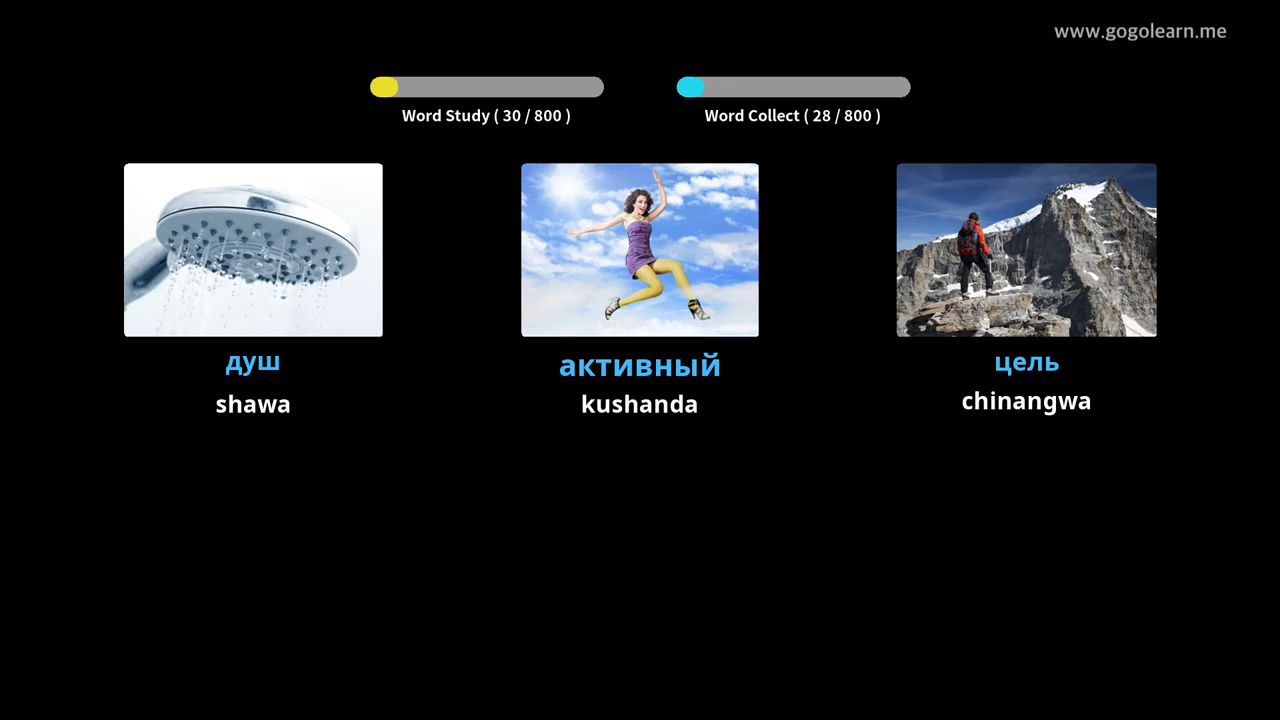 www.gogolearn.me
Word Study ( 30 / 800 )
Word Collect ( 28 / 800 )
душ
активный
цель
shawa
kushanda
chinangwa